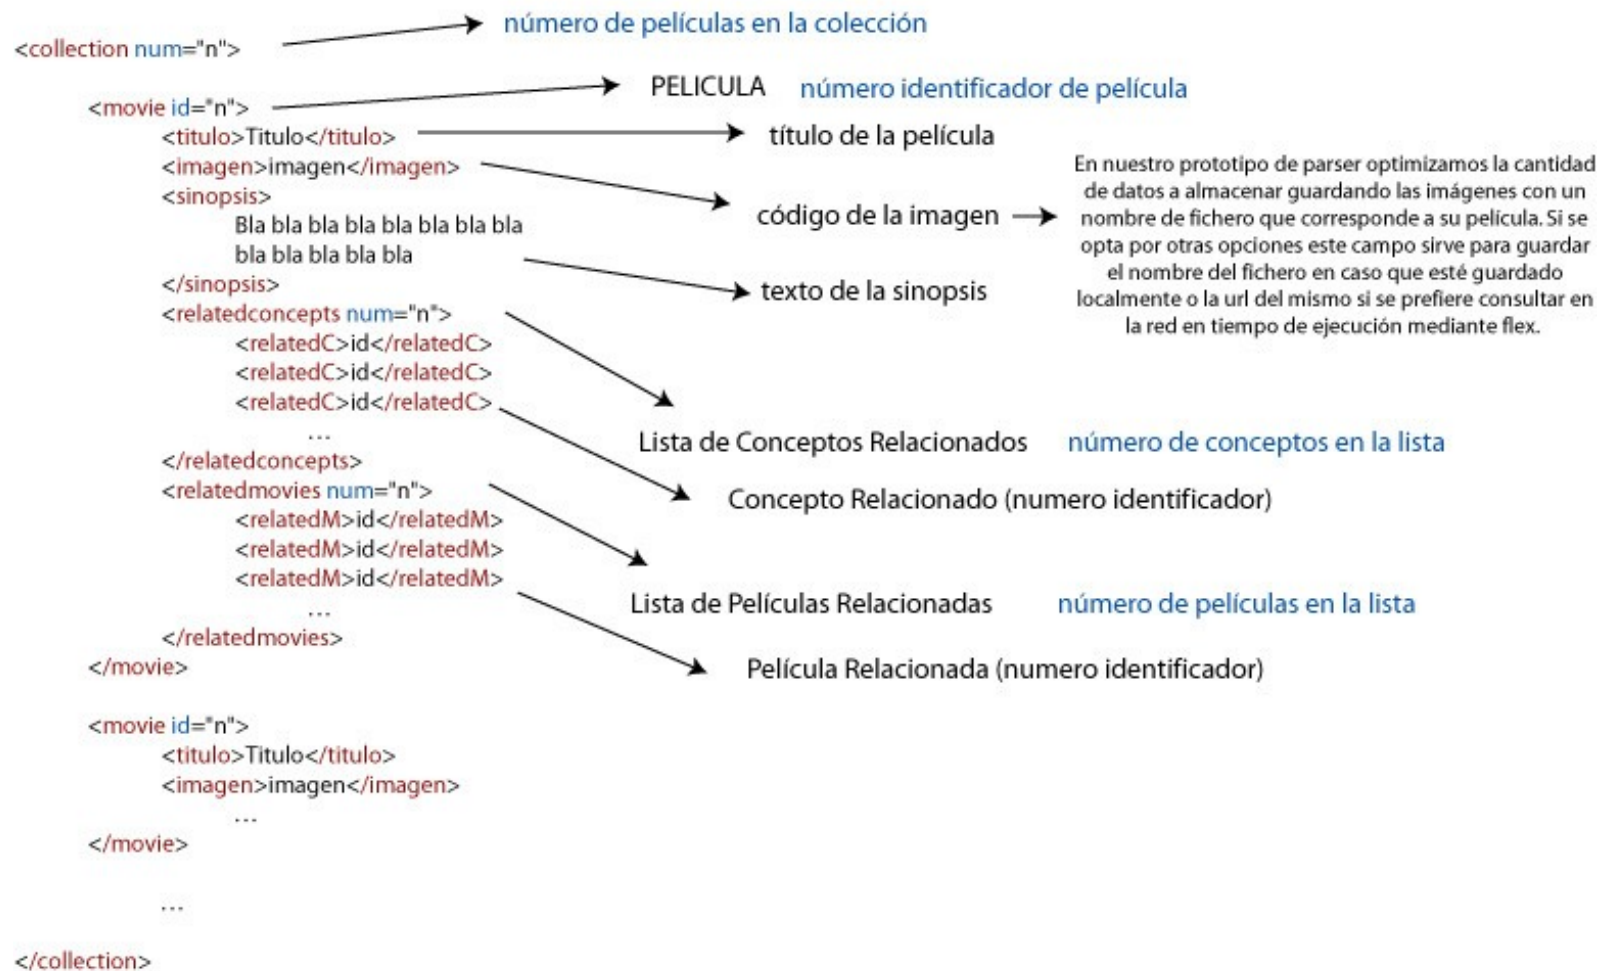 <collection num="n"> número de películas en la colección
<movie id="n"> PELICULA número identificador de película
<titulo>Titulo</titulo> título de la película
<imagen>imagen</imagen>
<sinopsis>
código de la imagen
Bla bla bla bla bla bla bla bla
bla bla bla bla bla
</sinopsis>
texto de la sinopsis
En nuestro prototipo de parser optimizamos la cantidad
de datos a almacenar guardando las imágenes con un
nombre de fichero que corresponde a su película. Si se
opta por otras opciones este campo sirve para guardar
el nombre del fichero en caso que esté guardado
localmente o la url del mismo si se prefiere consultar en
la red en tiempo de ejecución mediante flex.
<relatedconcepts num="n">
<relatedC>id</relatedC>
<relatedC>id</relatedC>
<relatedC>id</relatedC>
...
Lista de Conceptos Relacionados número de conceptos en la lista
</relatedconcepts>
<relatedmovies num="n">
Concepto Relacionado (numero identificador)
<relatedM>id</relatedM>
<relatedM>id</relatedM>
<relatedM>id</relatedM>
...
Lista de Películas Relacionadas número de películas en la lista
</relatedmovies>
</movie>
Película Relacionada (numero identificador)
<movie id="n">
<titulo>Titulo</titulo>
<imagen>imagen</imagen>
...
</movie>
...
</collection>